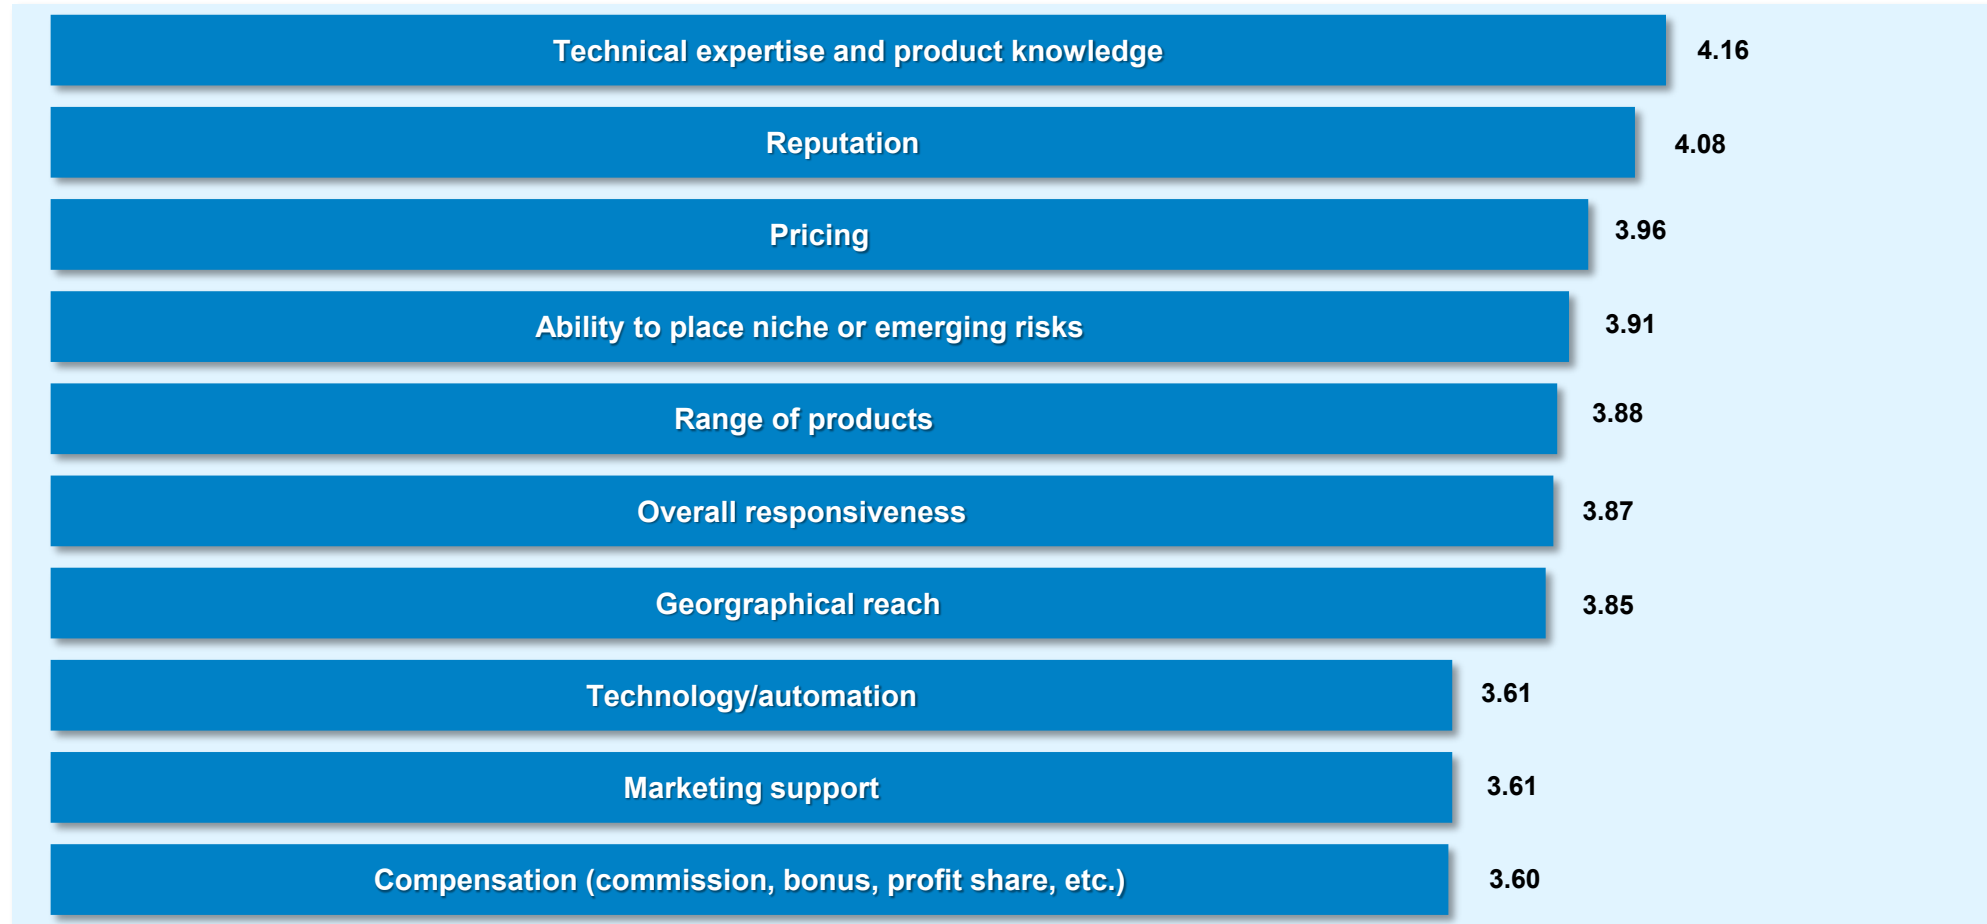 Technical expertise and product knowledge 4.16
Reputation 4.08
Pricing 3.96
Ability to place niche or emerging risks 3.91
Range of products 3.88
Overall responsiveness 3.87
Georgraphical reach 3.85
Technology/automation 3.61
Marketing support 3.61
Compensation (commission, bonus, profit share, etc.) 3.60